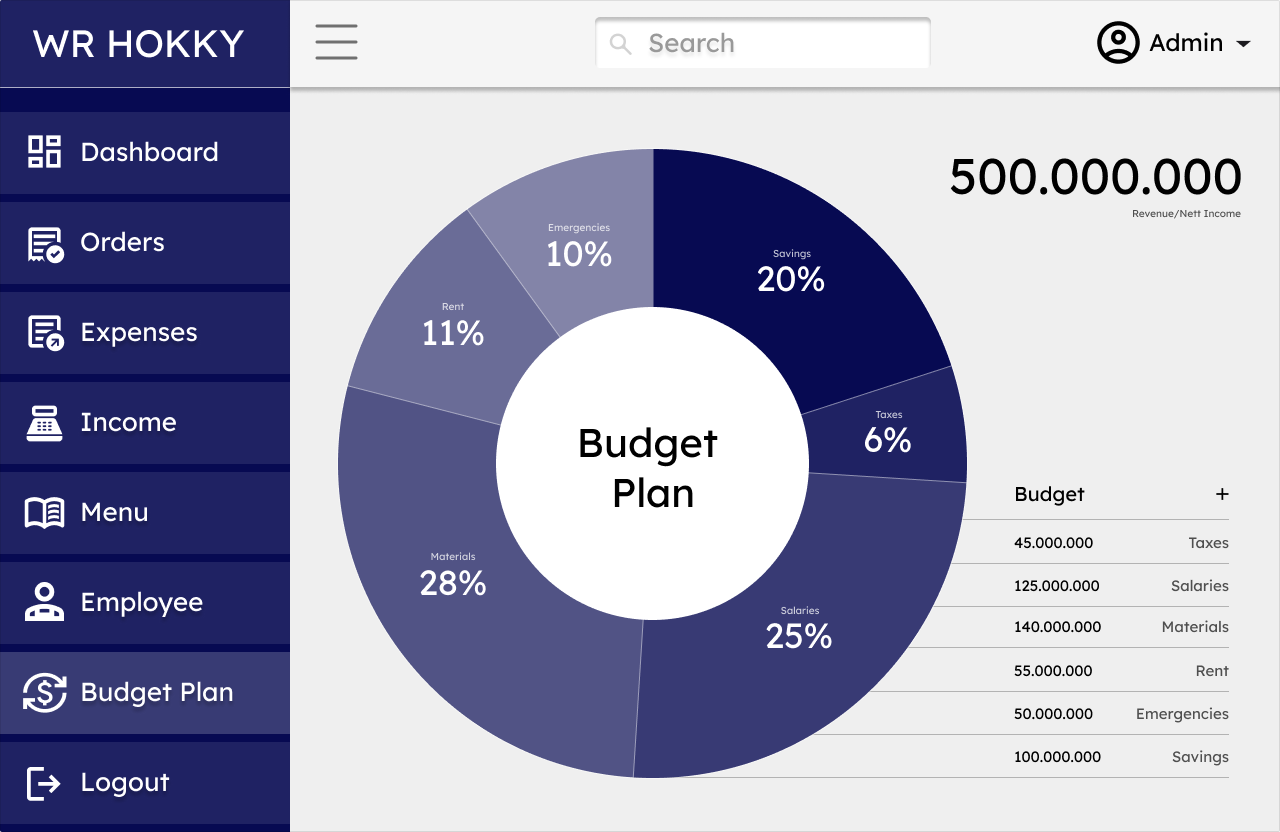 WR HOKKY
Search
Admin
Dashboard
Orders
Expenses
Income
Menu
Employee
Budget Plan
Logout
500.000.000
Revenue/Nett Income
Emergencies
10%
Savings
20%
Rent
11%
Taxes
6%
Budget
Plan
Materials
28%
Salaries
25%
Budget +
45.000.000 Taxes
125.000.000 Salaries
140.000.000 Materials
55.000.000 Rent
50.000.000 Emergencies
100.000.000 Savings